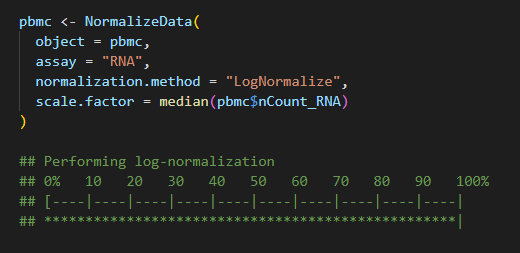 pbmc <- NormalizeData(
  object = pbmc,
  assay = "RNA",
  normalization.method = "LogNormalize",
  scale.factor = median(pbmc$nCount_RNA)
)

## Performing log-normalization
## 0%   10   20   30   40   50   60   70   80   90   100%
## [----|----|----|----|----|----|----|----|----|----|
## **************************************************|